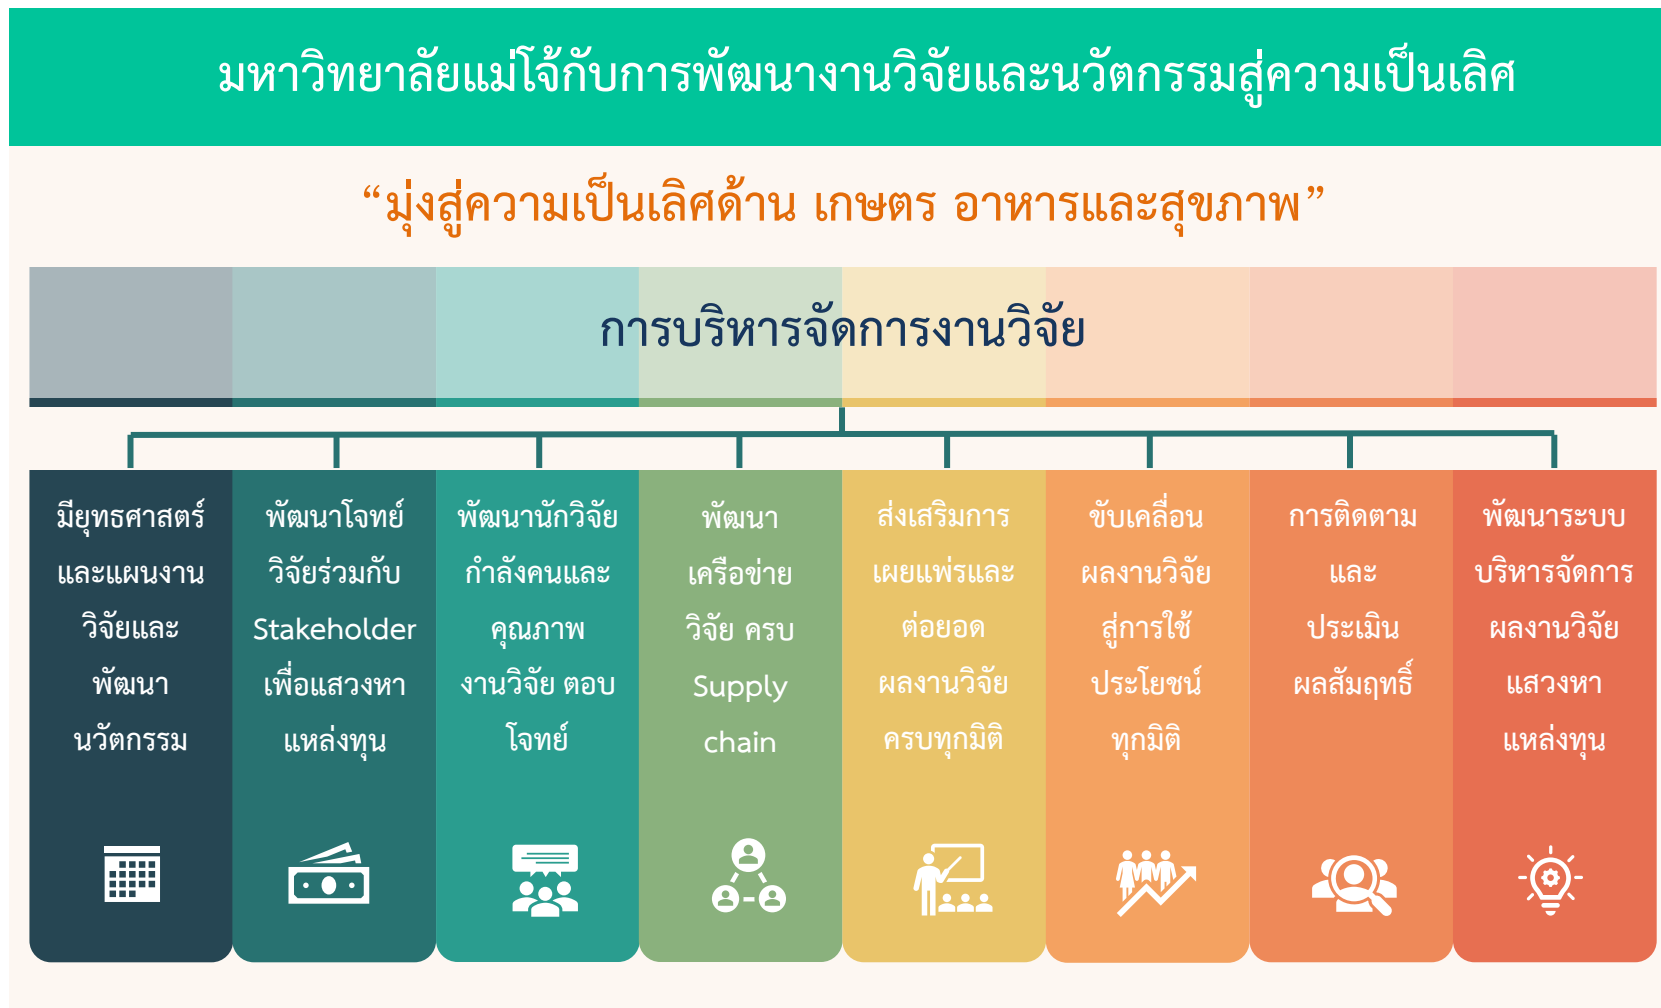 มหาวิทยาลัยแม่โจ้กับการพัฒนางานวิจัยและนวัตกรรมสู่ความเป็นเลิศ
“มุ่งสู่ความเป็นเลิศด้าน เกษตร อาหารและสุขภาพ”
การบริหารจัดการงานวิจัย
มียุทธศาสตร์
และแผนงาน
วิจัยและ
พัฒนา
นวัตกรรม
พัฒนาโจทย์
วิจัยร่วมกับ
Stakeholder
เพื่อแสวงหา
แหล่งทุน
พัฒนานักวิจัย
กำลังคนและ
คุณภาพ
งานวิจัย ตอบ
โจทย์
พัฒนา
เครือข่าย
วิจัย ครบ
Supply
chain
ส่งเสริมการ
เผยแพร่และ
ต่อยอด
ผลงานวิจัย
ครบทุกมิติ
ขับเคลื่อน
ผลงานวิจัย
สู่การใช้
ประโยชน์
ทุกมิติ
การติดตาม
และ
ประเมิน
ผลสัมฤทธิ์
พัฒนาระบบ
บริหารจัดการ
ผลงานวิจัย
แสวงหา
แหล่งทุน